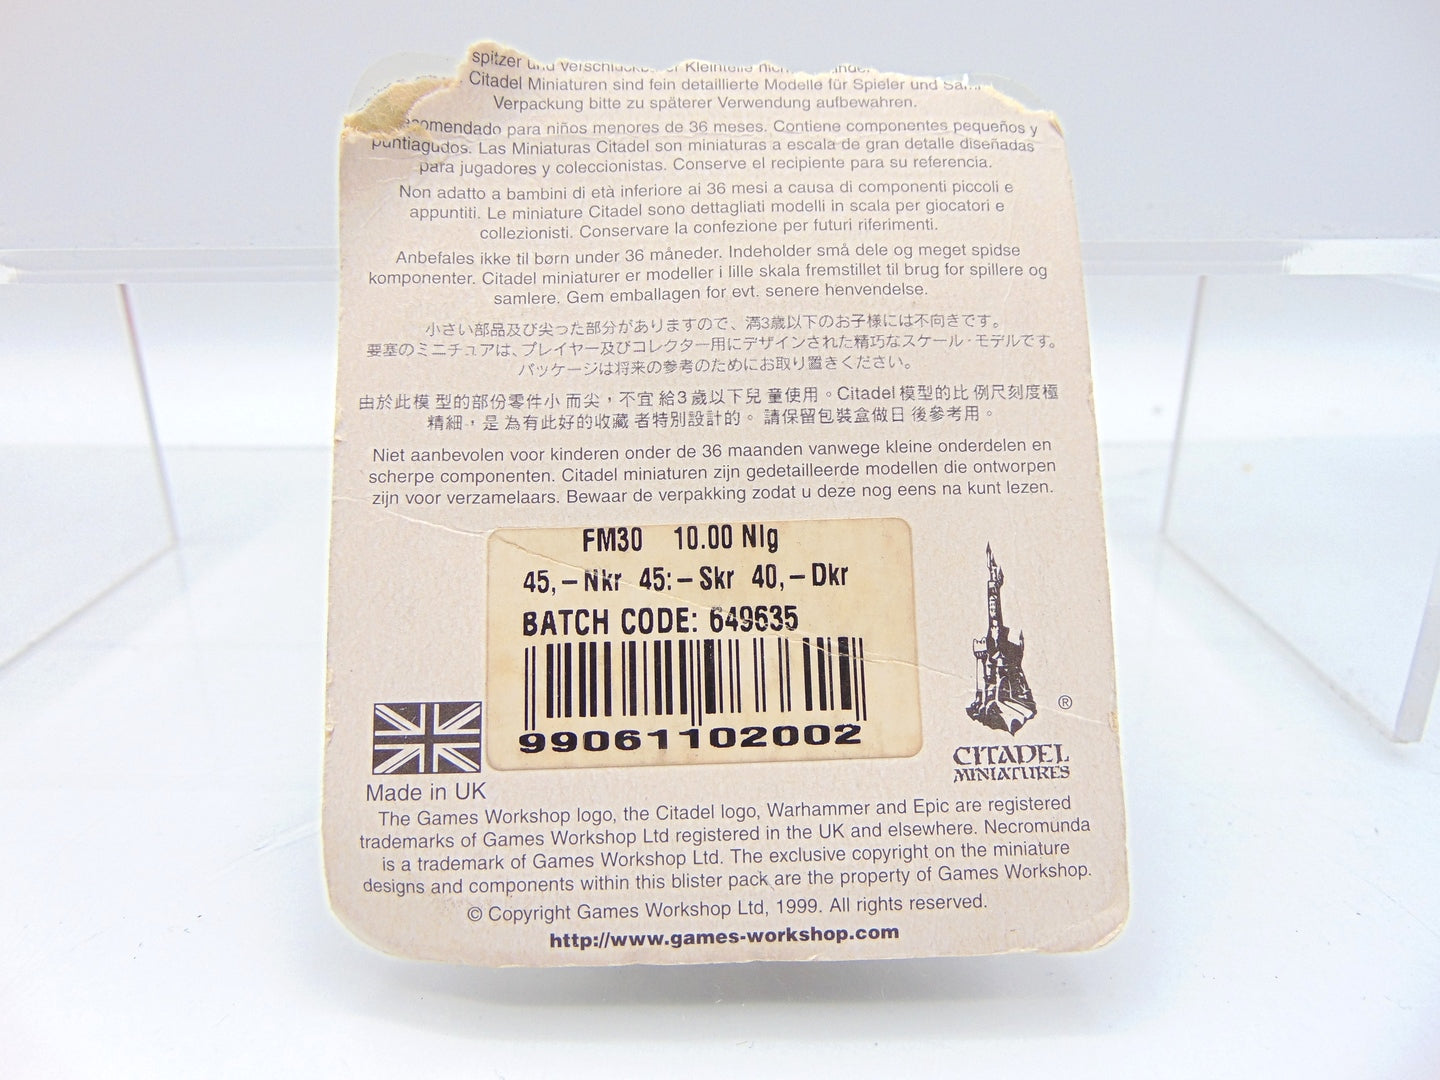 spitzer und verschluckbarer Kleinteile nicht
Citadel Miniaturen sind fein detaillierte Modelle für Spieler und
Verpackung bitte zu späterer Verwendung aufbewahren.
para niños menores de 36 meses. Contiene componentes pequeños y
puntiagudos. Las Miniaturas Citadel son miniaturas a escala de gran detalle diseñadas
para jugadores y coleccionistas. Conserve el recipiente para su referencia.
Non adatto a bambini di età inferiore ai 36 mesi a causa di componenti piccoli e
appuntiti. Le miniature Citadel sono dettagliati modelli in scala per giocatori e
collezionisti. Conservare la confezione per futuri riferimenti.
Anbefales ikke til børn under 36 måneder. Indeholder små dele og meget spidse
komponenter. Citadel miniaturer er modeller i lille skala fremstillet til brug for spillere og
samlere. Gem emballagen for evt. senere henvendelse.
小さい部品及び尖った部分がありますので、満3歳以下のお子様には不向きです。
要塞のミニチュアは、プレイヤー及びコレクター用にデザインされた精巧なスケール・モデルです。
パッケージは将来の参考のためにお取り置きください。
由於此模 型的部份零件小 而尖，不宜 給3 歲以下兒 童使用。Citadel 模型的比 例尺刻度極
精細，是 為有此好的收藏 者特別設計的。 請保留包裝盒做日 後參考用。
Niet aanbevolen voor kinderen onder de 36 maanden vanwege kleine onderdelen en
scherpe componenten. Citadel miniaturen zijn gedetailleerde modellen die ontworpen
zijn voor verzamelaars. Bewaar de verpakking zodat u deze nog eens na kunt lezen.
FM30 10.00 Nlg
45,– Nkr 45:– Skr 40,– Dkr
BATCH CODE: 649635
99061102002
®
CITADEL
MINIATURES
Made in UK
The Games Workshop logo, the Citadel logo, Warhammer and Epic are registered
trademarks of Games Workshop Ltd registered in the UK and elsewhere. Necromunda
is a trademark of Games Workshop Ltd. The exclusive copyright on the miniature
designs and components within this blister pack are the property of Games Workshop.
© Copyright Games Workshop Ltd, 1999. All rights reserved.
http://www.games-workshop.com